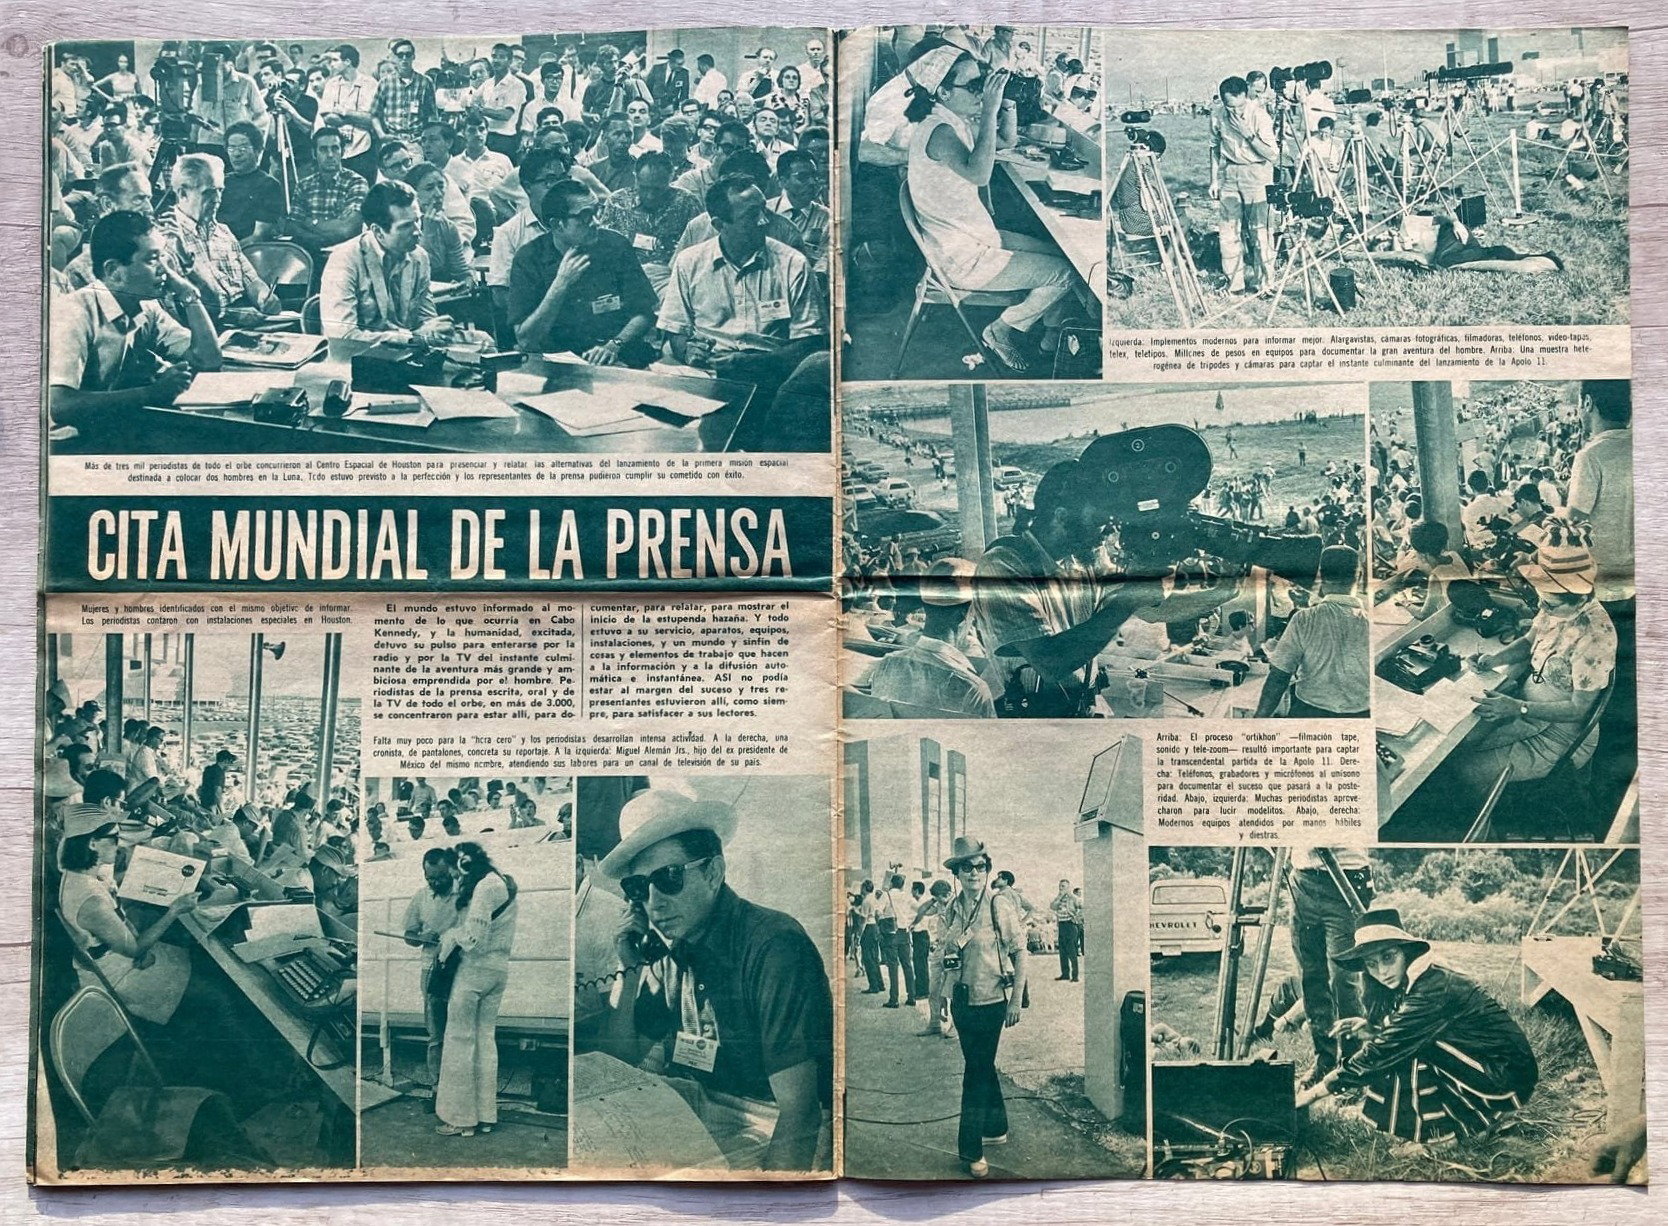 Más de tres mil periodistas de todo el orbe concurrieron al Centro Espacial de Houston para presenciar y relatar las alternativas del lanzamiento de la primera misión espacial
destinada a colocar dos hombres en la Luna. Todo estuvo previsto a la perfección y los representantes de la prensa pudieron cumplir su cometido con éxito.
CITA MUNDIAL DE LA PRENSA
Mujeres y hombres identificados con el mismo objetivo de informar.
Los periodistas contaron con instalaciones especiales en Houston.
El mundo estuvo informado al mo-
mento de lo que ocurría en Cabo
Kennedy, y la humanidad, excitada,
detuvo su pulso para enterarse por la
radio y por la TV del instante culmi-
nante de la aventura más grande y am-
biciosa emprendida por el hombre. Pe-
riodistas de la prensa escrita, oral y de
la TV de todo el orbe, en más de 3.000,
se concentraron para estar allí, para do-
cumentar, para relatar, para mostrar el
inicio de la estupenda hazaña. Y todo
estuvo a su servicio, aparatos, equipos,
instalaciones, y un mundo y sinfín de
cosas y elementos de trabajo que hacen
a la información y a la difusión auto-
mática e instantánea. ASI no podía
estar al margen del suceso y tres re-
presentantes estuvieron allí, como siem-
pre, para satisfacer a sus lectores.
Falta muy poco para la "hora cero" y los periodistas desarrollan intensa actividad. A la derecha, una
cronista, de pantalones, concreta su reportaje. A la izquierda: Miguel Alemán Jrs., hijo del ex presidente de
México del mismo nombre, atendiendo sus labores para un canal de televisión de su país.
Izquierda: Implementos modernos para informar mejor. Alargavistas, cámaras fotográficas, filmadoras, teléfonos, video-tapas,
telex, teletipos. Millones de pesos en equipos para documentar la gran aventura del hombre. Arriba: Una muestra hete-
rogénea de trípodes y cámaras para captar el instante culminante del lanzamiento de la Apolo 11.
Arriba: El proceso "ortikhon" —filmación tape,
sonido y tele-zoom— resultó importante para captar
la transcendental partida de la Apolo 11. Dere-
cha: Teléfonos, grabadores y micrófonos al unísono
para documentar el suceso que pasará a la poste-
ridad. Abajo, izquierda: Muchas periodistas aprove-
charon para lucir modelitos. Abajo, derecha:
Modernos equipos atendidos por manos hábiles
y diestras.
HEVROLET